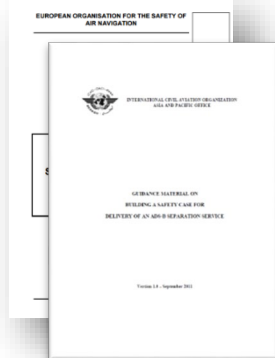 EUROPEAN ORGANISATION FOR THE SAFETY OF
AIR NAVIGATION
INTERNATIONAL CIVIL AVIATION ORGANIZATION
ASIA AND PACIFIC OFFICE
S
GUIDANCE MATERIAL ON
BUILDING A SAFETY CASE FOR
DELIVERY OF AN ADS-B SEPARATION SERVICE
Version 1.0 – September 2011